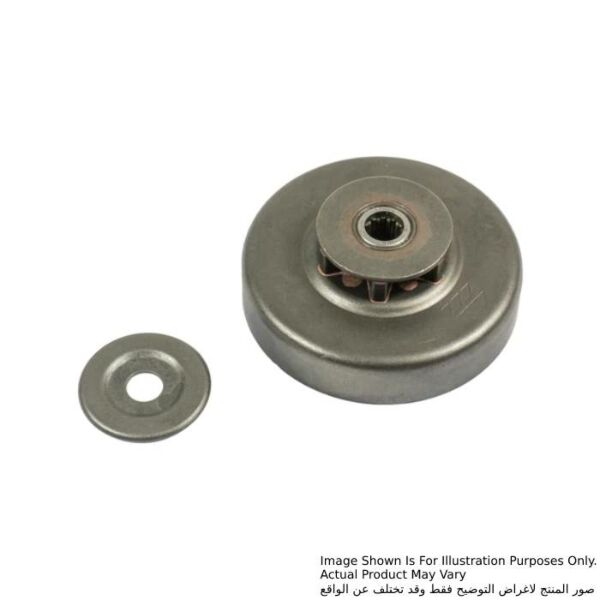 Image Shown Is For Illustration Purposes Only.
Actual Product May Vary
صور المنتج لاغراض التوضيح فقط وقد تختلف عن الواقع